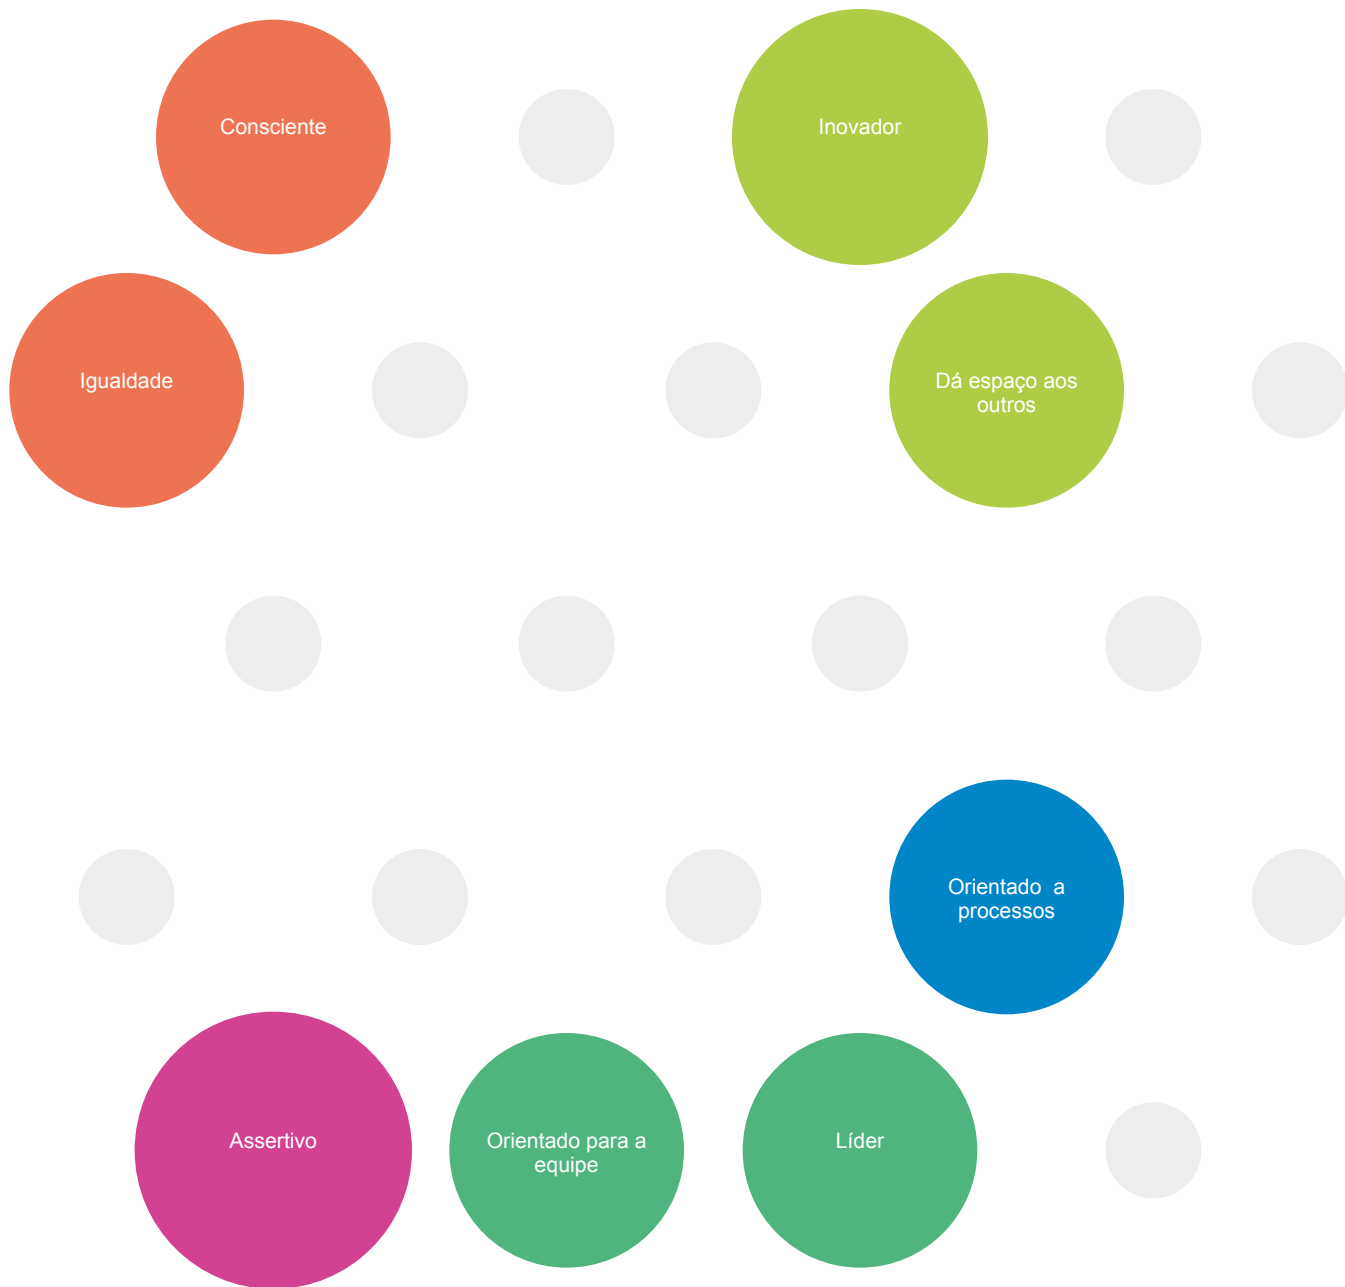 Consciente
Inovador
Igualdade
Dá espaço aos
outros
Orientado  a
processos
Assertivo
Orientado para a
equipe
Líder